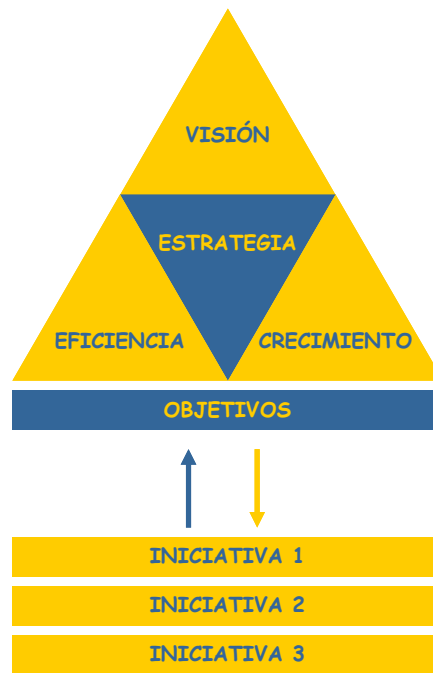 VISIÓN
ESTRATEGIA
EFICIENCIA
CRECIMIENTO
OBJETIVOS
INICIATIVA 1
INICIATIVA 2
INICIATIVA 3